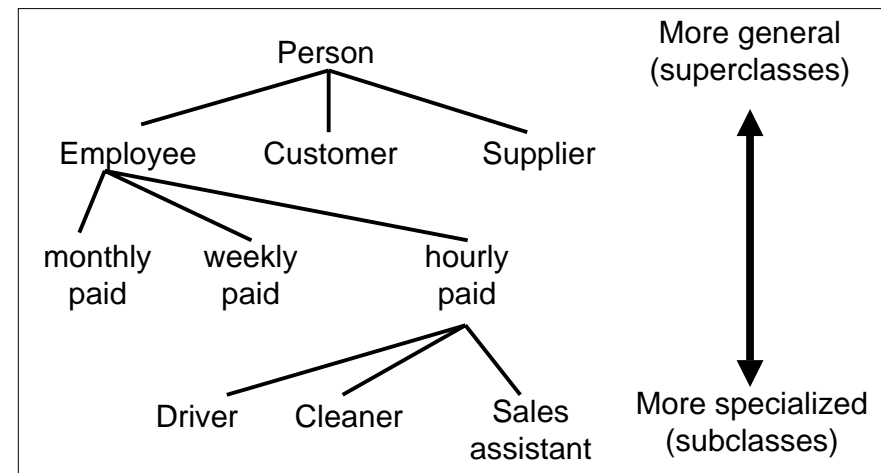 Person
More general
(superclasses)
Employee Customer Supplier
monthly
paid
weekly
paid
hourly
paid
Driver Cleaner Sales
assistant
More specialized
(subclasses)